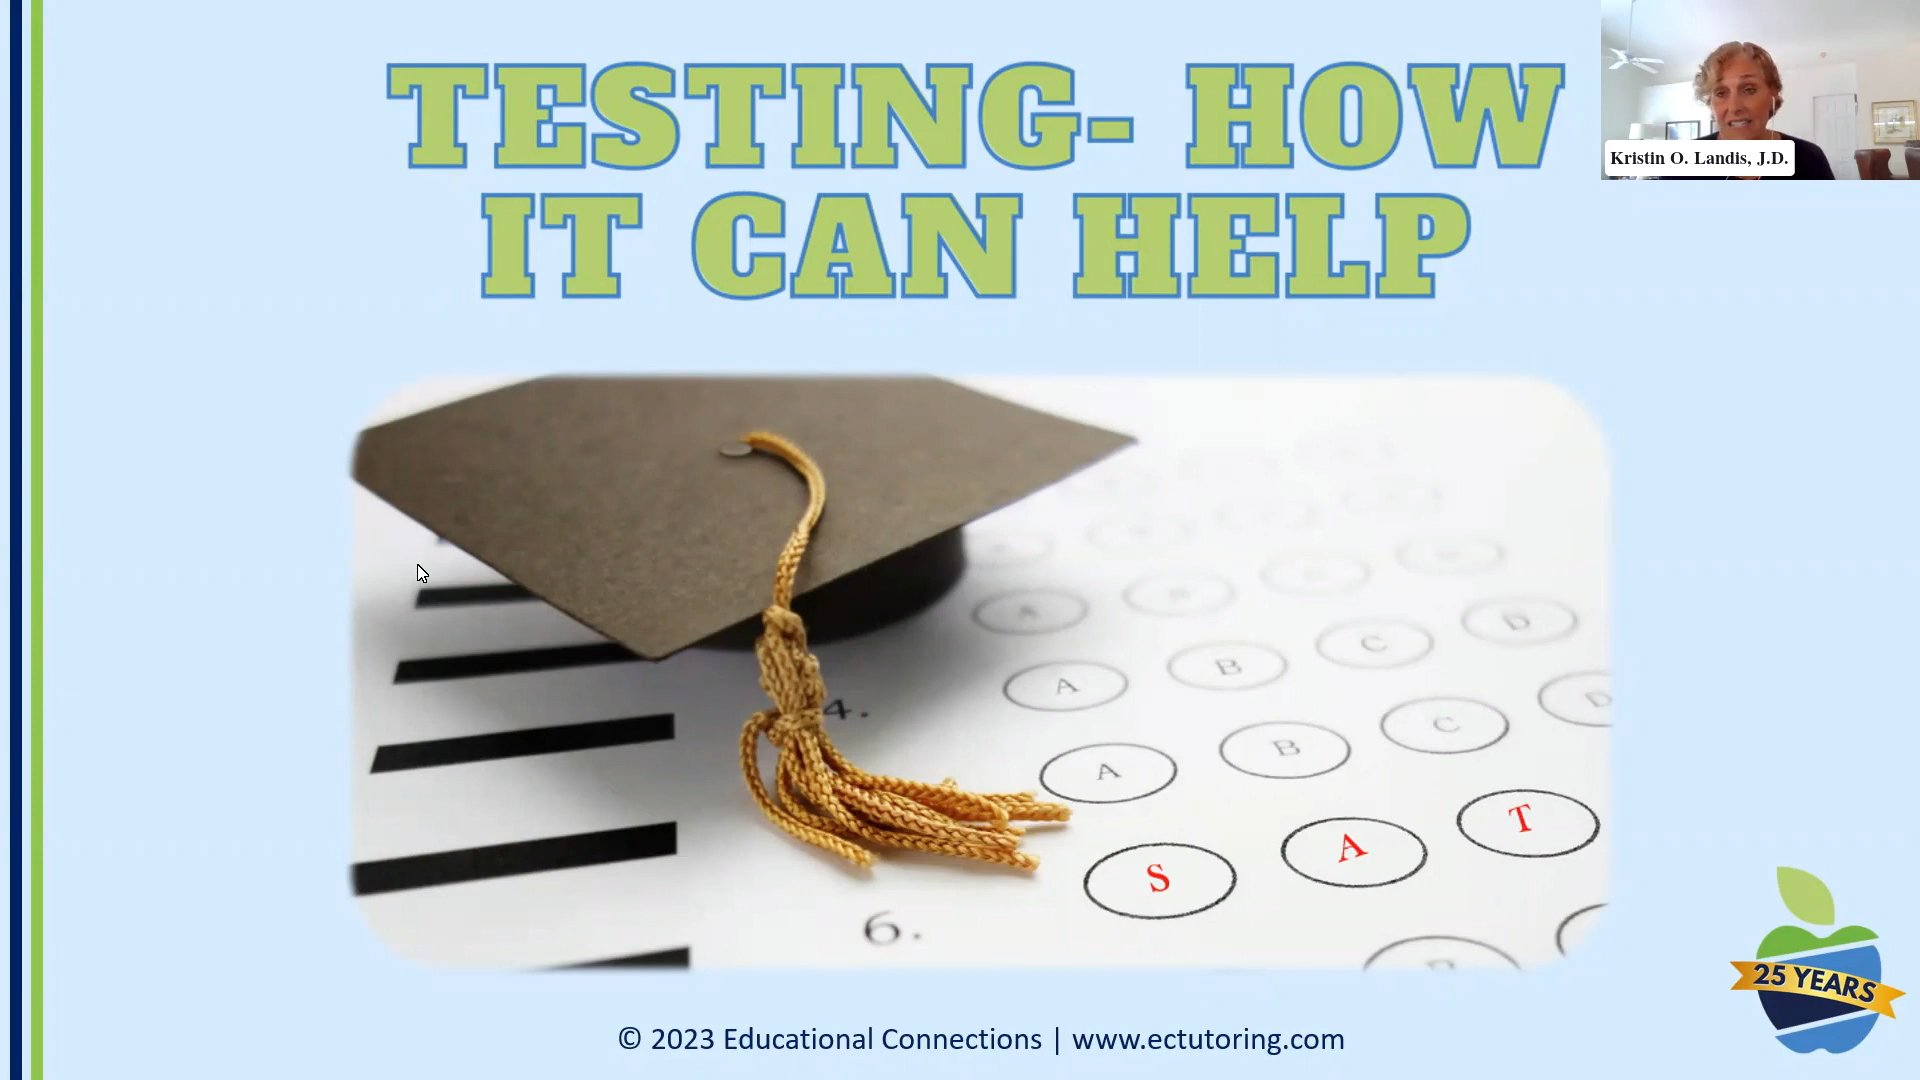 TESTING- HOW
IT CAN HELP
Kristin O. Landis, J.D.
A
B
C
D
4.
A
B
C
S A T
6.
25 YEARS
© 2023 Educational Connections | www.ectutoring.com